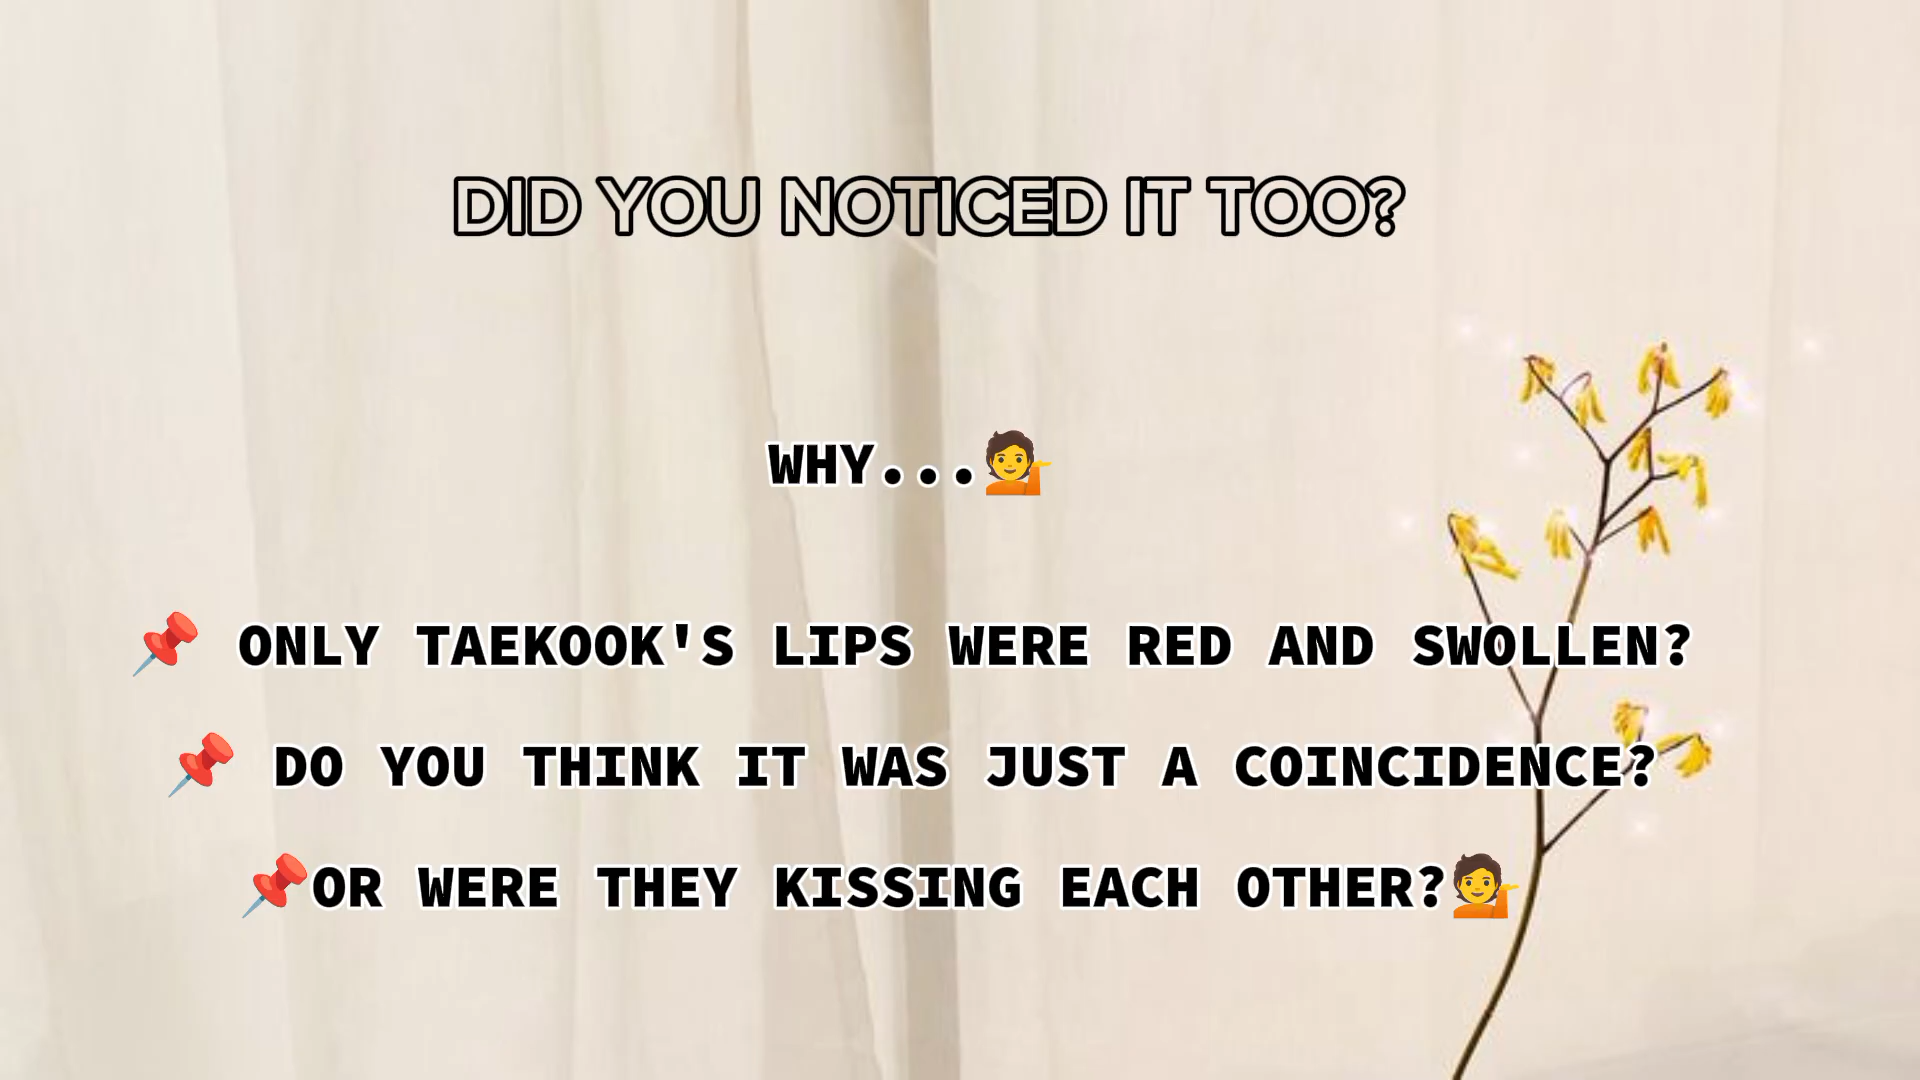 DID YOU NOTICED IT TOO?
WHY...💁
📌 ONLY TAEKOOK'S LIPS WERE RED AND SWOLLEN?
📌 DO YOU THINK IT WAS JUST A COINCIDENCE?
📌OR WERE THEY KISSING EACH OTHER?💁